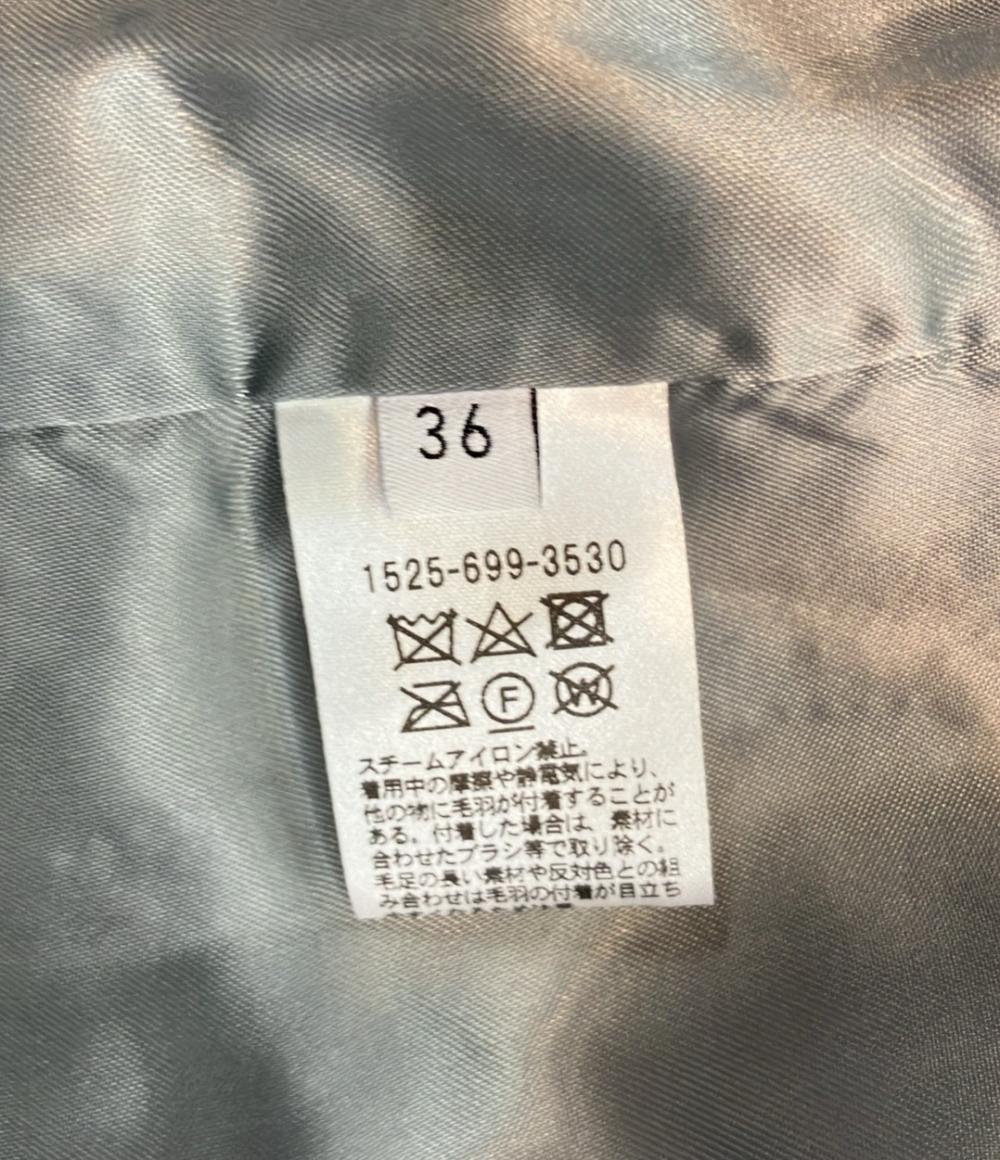 36
1525-699-3530
F
W
スチームアイロン禁止。
着用中の摩擦や静電気により、
他の物に毛羽が付着することが
ある。付着した場合は、素材に
合わせたブラシ等で取り除く。
毛足の長い素材や反対色との組
み合わせは毛羽の付着が目立ち